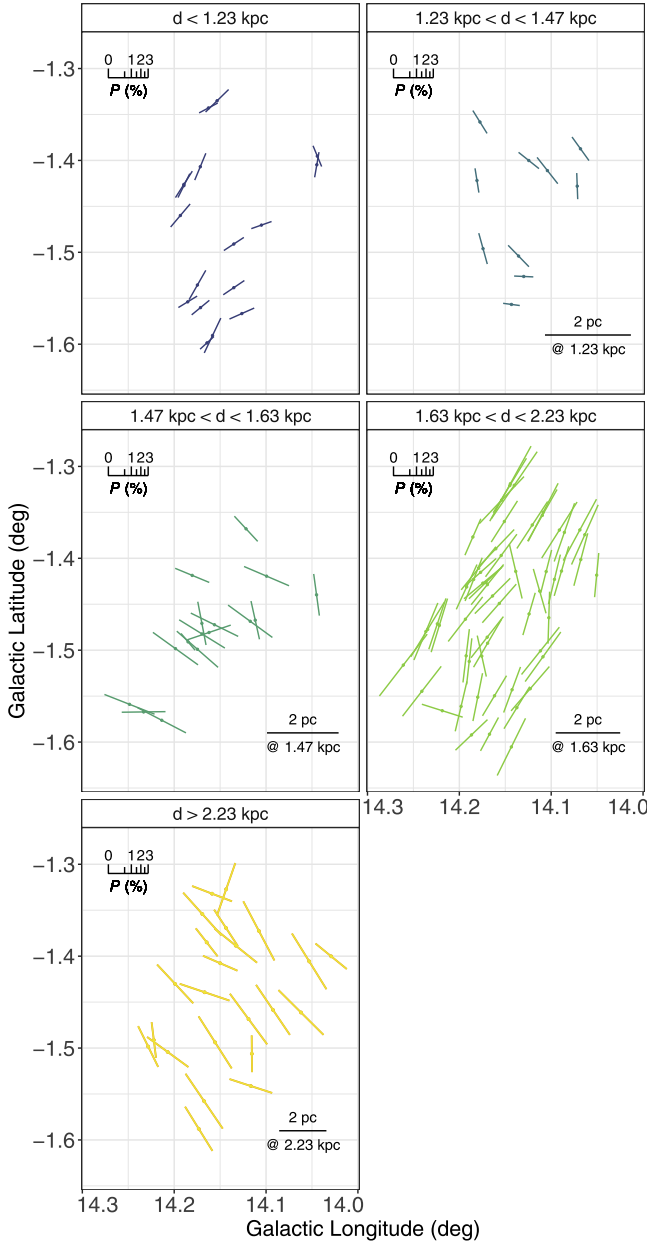 d < 1.23 kpc
1.23 kpc < d < 1.47 kpc
0 123
P (%)
0 123
P (%)
−1.3
−1.4
−1.5
−1.6
2 pc
@ 1.23 kpc
1.47 kpc < d < 1.63 kpc
1.63 kpc < d < 2.23 kpc
0 123
P (%)
0 123
P (%)
−1.3
−1.4
−1.5
−1.6
2 pc
@ 1.47 kpc
2 pc
@ 1.63 kpc
Galactic Latitude (deg)
14.3 14.2 14.1 14.0
d > 2.23 kpc
0 123
P (%)
−1.3
−1.4
−1.5
−1.6
2 pc
@ 2.23 kpc
14.3 14.2 14.1 14.0
Galactic Longitude (deg)